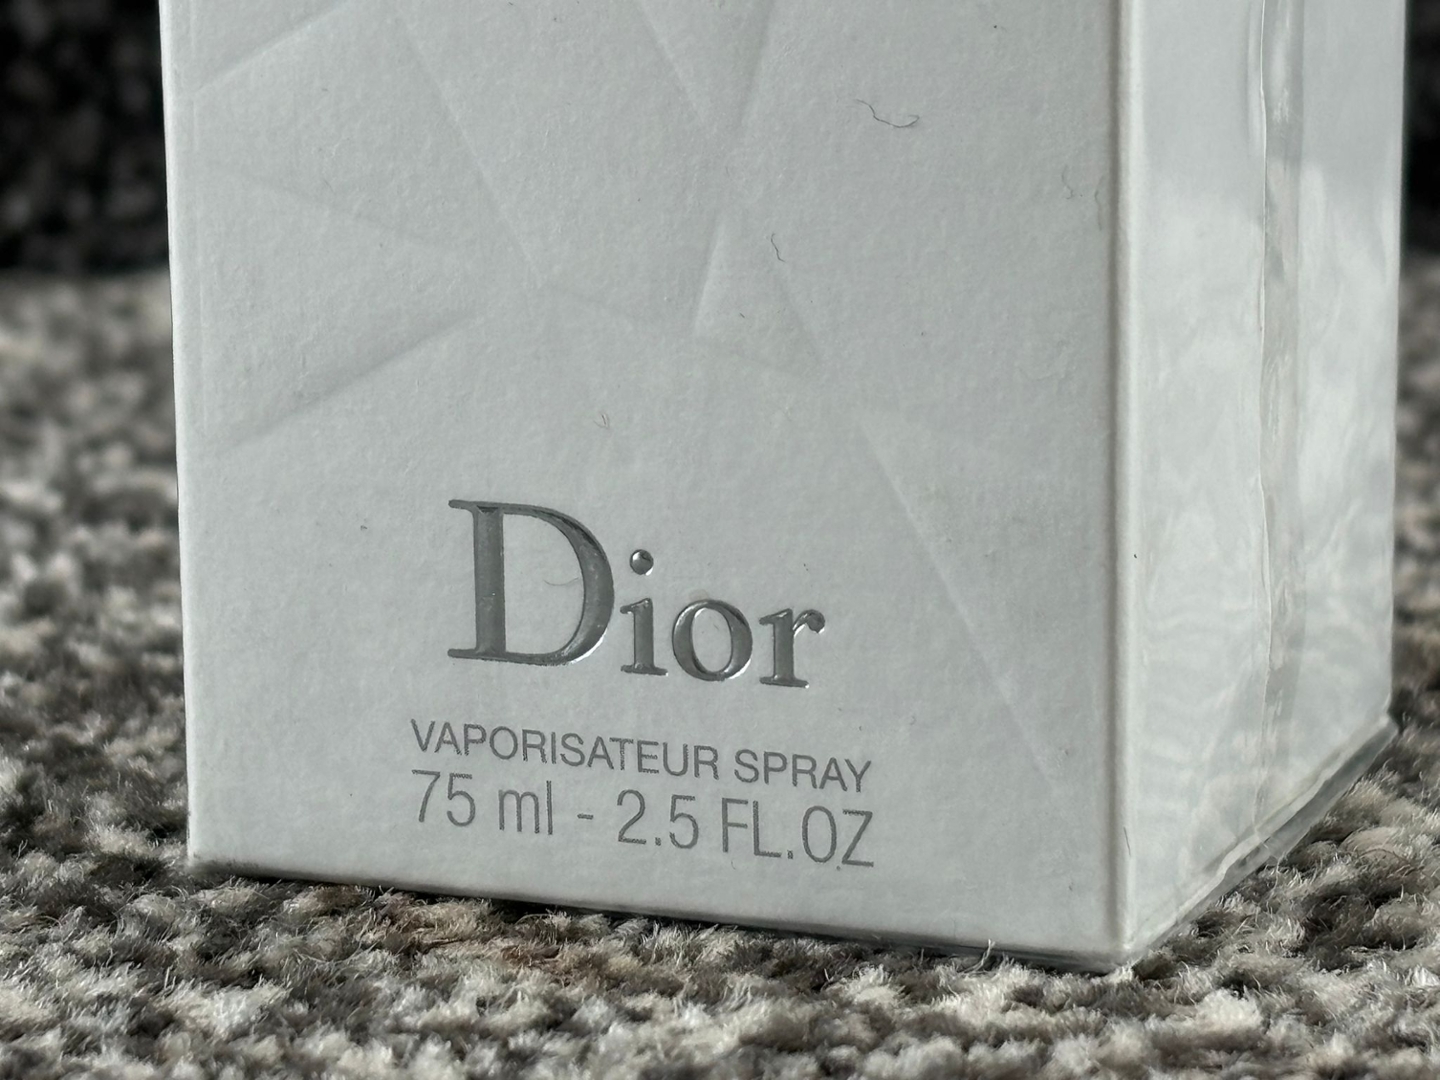 Dior
VAPORISATEUR SPRAY
75 ml - 2.5 FL.OZ